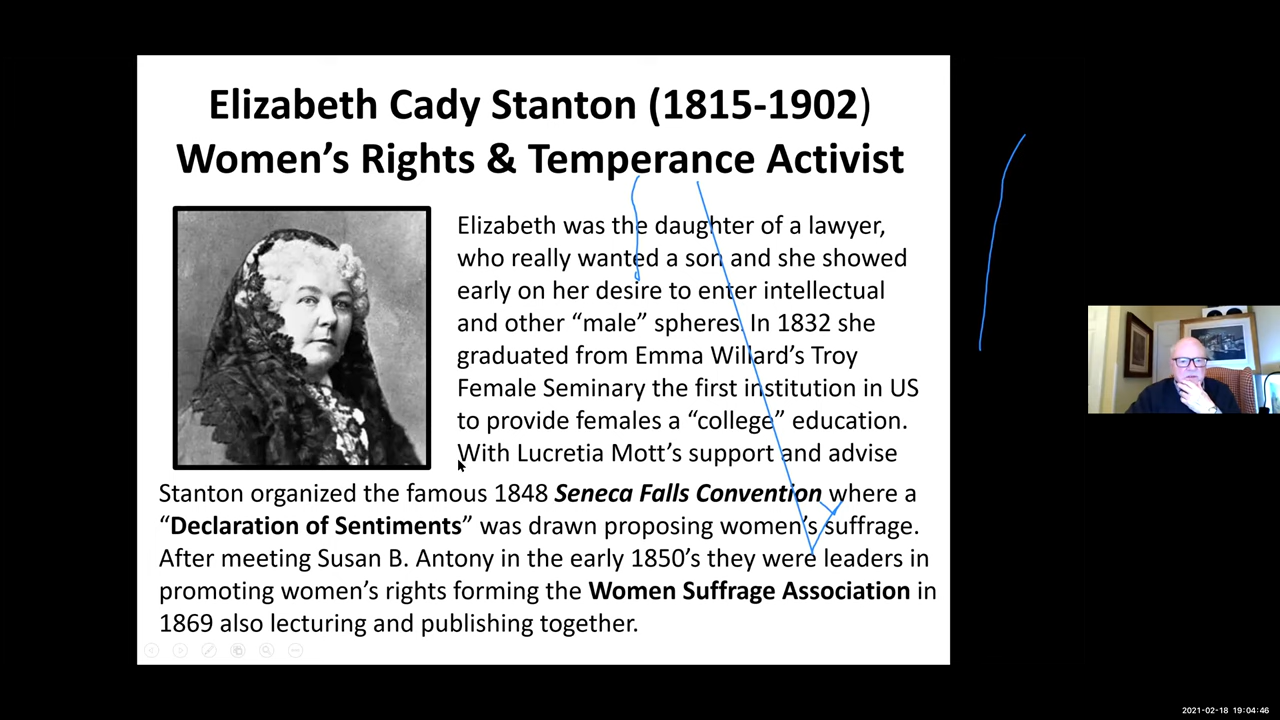 Elizabeth Cady Stanton (1815-1902)
Women’s Rights & Temperance Activist
Elizabeth was the daughter of a lawyer,
who really wanted a son and she showed
early on her desire to enter intellectual
and other “male” spheres. In 1832 she
graduated from Emma Willard’s Troy
Female Seminary the first institution in US
to provide females a “college” education.
With Lucretia Mott’s support and advise
Stanton organized the famous 1848 Seneca Falls Convention where a
“Declaration of Sentiments” was drawn proposing women’s suffrage.
After meeting Susan B. Antony in the early 1850’s they were leaders in
promoting women’s rights forming the Women Suffrage Association in
1869 also lecturing and publishing together.
2021-02-18 19:04:46